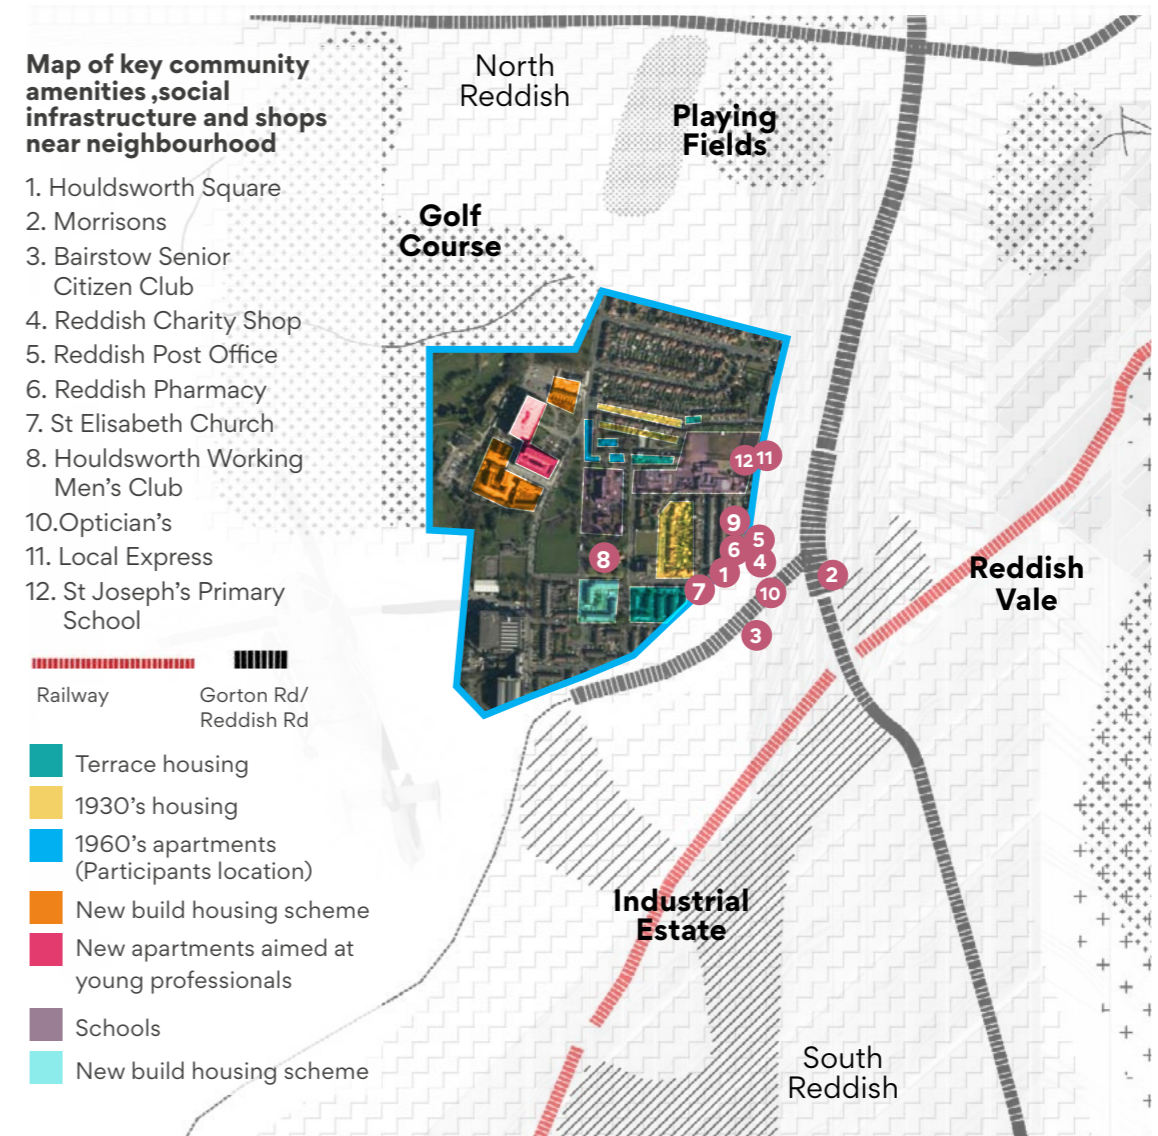 Map of key community
amenities ,social
infrastructure and shops
near neighbourhood
1. Houldsworth Square
2. Morrisons
3. Bairstow Senior
Citizen Club
4. Reddish Charity Shop
5. Reddish Post Office
6. Reddish Pharmacy
7. St Elisabeth Church
8. Houldsworth Working
Men's Club
10.Optician's
11. Local Express
12. St Joseph's Primary
School
Railway
Gorton Rd/
Reddish Rd
Terrace housing
1930's housing
1960's apartments
(Participants location)
New build housing scheme
New apartments aimed at
young professionals
Schools
New build housing scheme
North
Reddish
Playing
Fields
Golf
Course
12
11
9
5
6
4
8
1
2
7
10
3
Reddish
Vale
Industrial
Estate
South
Reddish